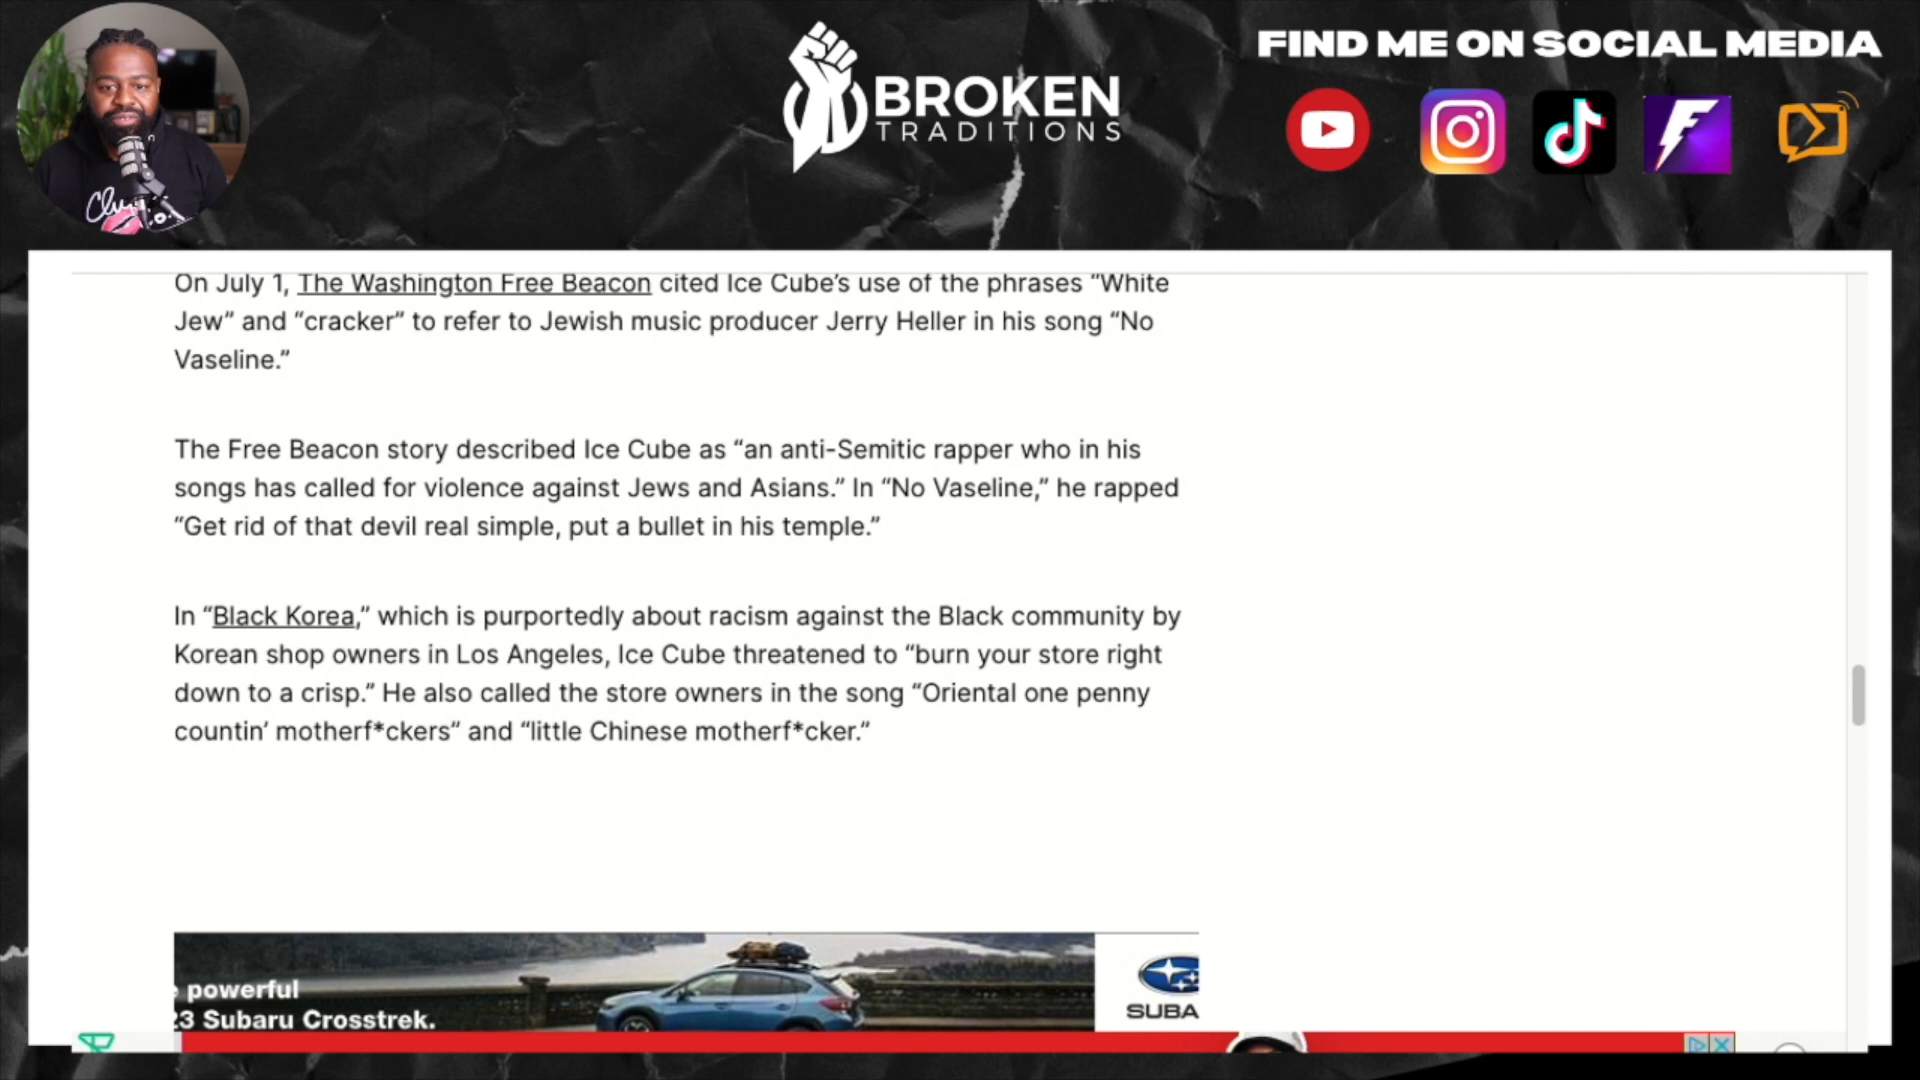 FIND ME ON SOCIAL MEDIA
BROKEN
TRADITIONS
On July 1, The Washington Free Beacon cited Ice Cube’s use of the phrases “White
Jew” and “cracker” to refer to Jewish music producer Jerry Heller in his song “No
Vaseline.”
The Free Beacon story described Ice Cube as “an anti-Semitic rapper who in his
songs has called for violence against Jews and Asians.” In “No Vaseline,” he rapped
“Get rid of that devil real simple, put a bullet in his temple.”
In “Black Korea,” which is purportedly about racism against the Black community by
Korean shop owners in Los Angeles, Ice Cube threatened to “burn your store right
down to a crisp.” He also called the store owners in the song “Oriental one penny
countin’ motherf*ckers” and “little Chinese motherf*cker.”
powerful
23 Subaru Crosstrek.
SUBA